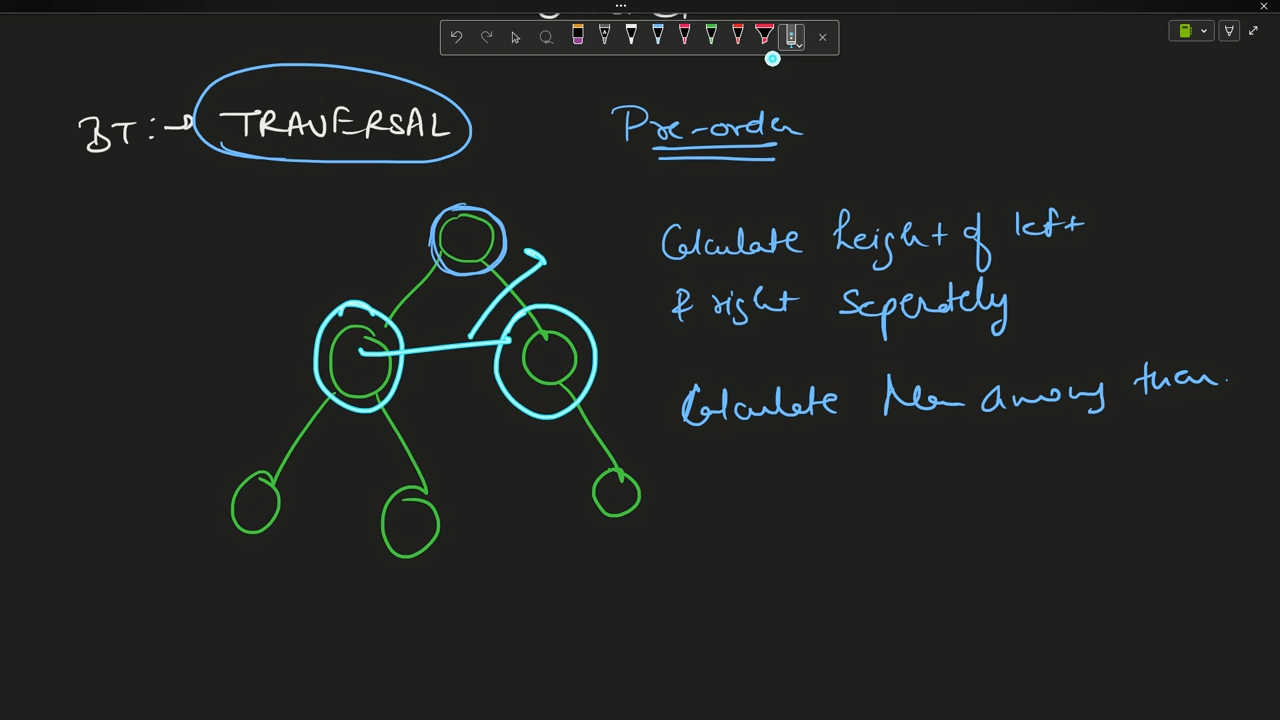 BT:→ TRAVERSAL
Pre-order
Calculate height of left
& right seperately
Calculate among them.